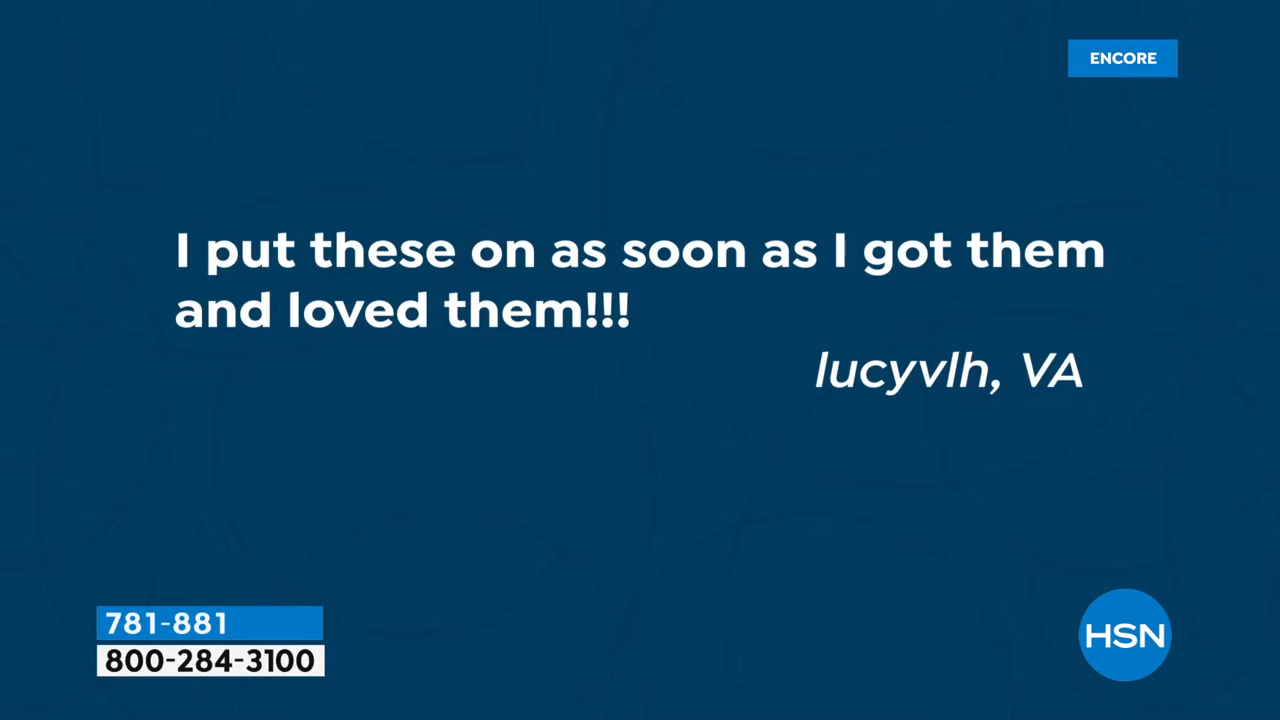 ENCORE
I put these on as soon as I got them
and loved them!!!
lucyvlh, VA
781-881
800-284-3100
HSN